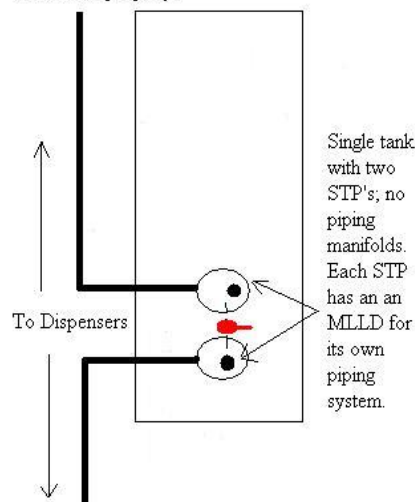 Single tank
with two
STP's; no
piping
manifolds.
Each STP
has an an
MLLD for
its own
piping
system.
To Dispensers